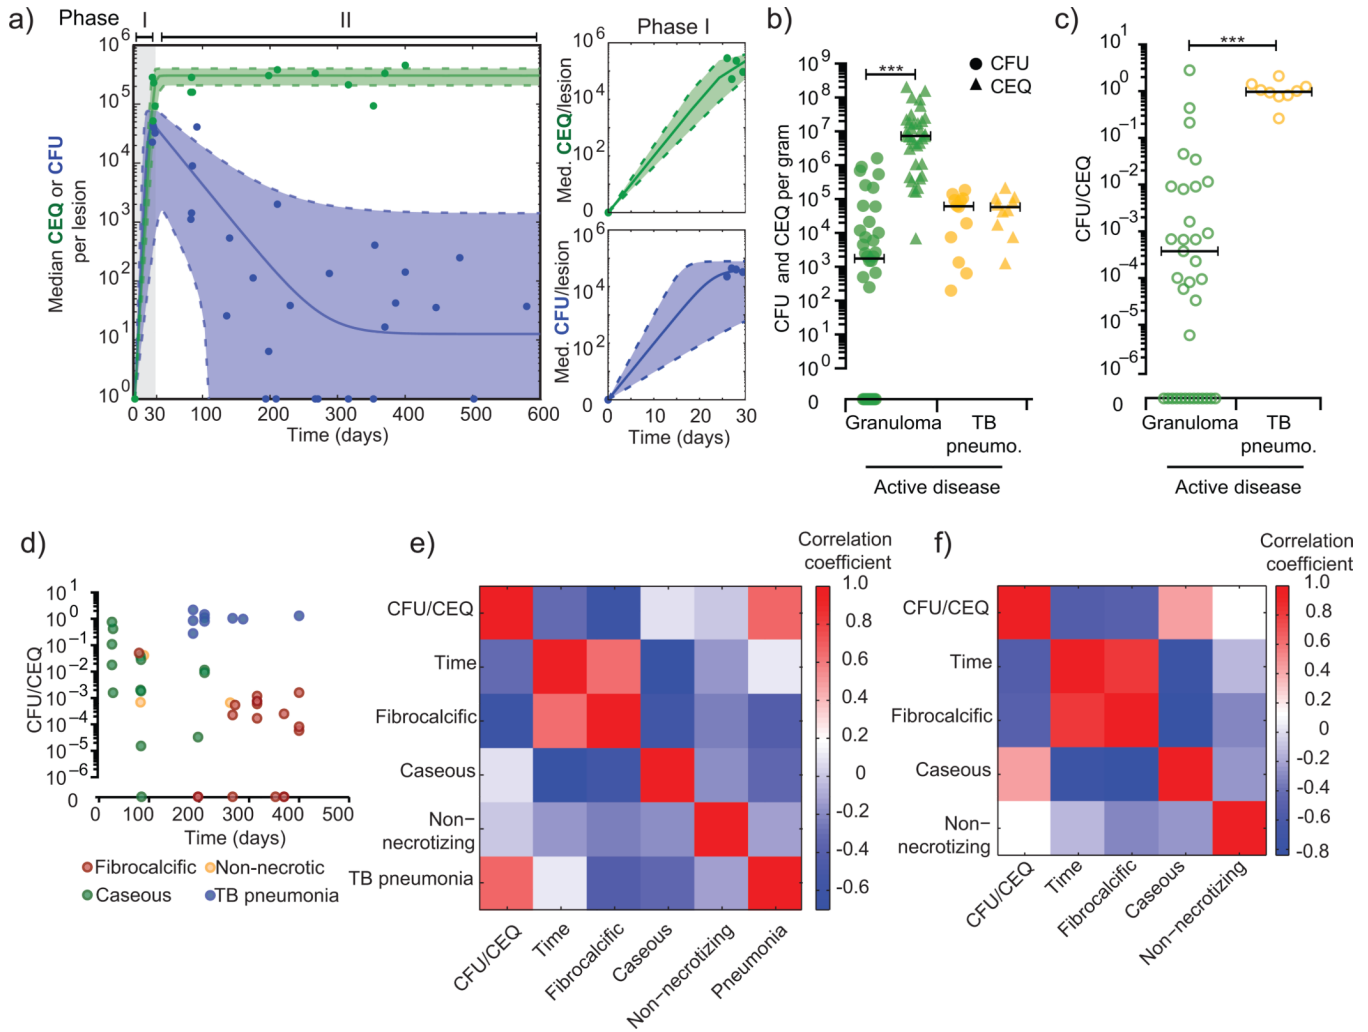 a)
Phase I II
Median CEQ or CFU
per lesion
10^6
10^5
10^4
10^3
10^2
10^1
10^0
0 30 100 200 300 400 500 600
Time (days)
Phase I
Med. CEQ/lesion
10^6
10^4
10^2
0
Med. CFU/lesion
10^6
10^4
10^2
0
0 10 20 30
Time (days)
b)
CFU and CEQ per gram
10^9
10^8
10^7
10^6
10^5
10^4
10^3
10^2
10^1
10^0
0
***
CFU
CEQ
Granuloma TB
pneumo.
Active disease
c)
CFU/CEQ
10^1
10^0
10^-1
10^-2
10^-3
10^-4
10^-5
10^-6
0
***
Granuloma TB
pneumo.
Active disease
d)
CFU/CEQ
10^1
10^0
10^-1
10^-2
10^-3
10^-4
10^-5
10^-6
0
0 100 200 300 400 500
Time (days)
Fibrocalcific Non-necrotic
Caseous TB pneumonia
e)
Correlation
coefficient
CFU/CEQ
Time
Fibrocalcific
Caseous
Non-
necrotizing
TB pneumonia
CFU/CEQ
Time
Fibrocalcific
Caseous
Non-necrotizing
Pneumonia
1.0
0.8
0.6
0.4
0.2
0
-0.2
-0.4
-0.6
f)
Correlation
coefficient
CFU/CEQ
Time
Fibrocalcific
Caseous
Non-
necrotizing
CFU/CEQ
Time
Fibrocalcific
Caseous
Non-necrotizing
1.0
0.8
0.6
0.4
0.2
0
-0.2
-0.4
-0.6
-0.8